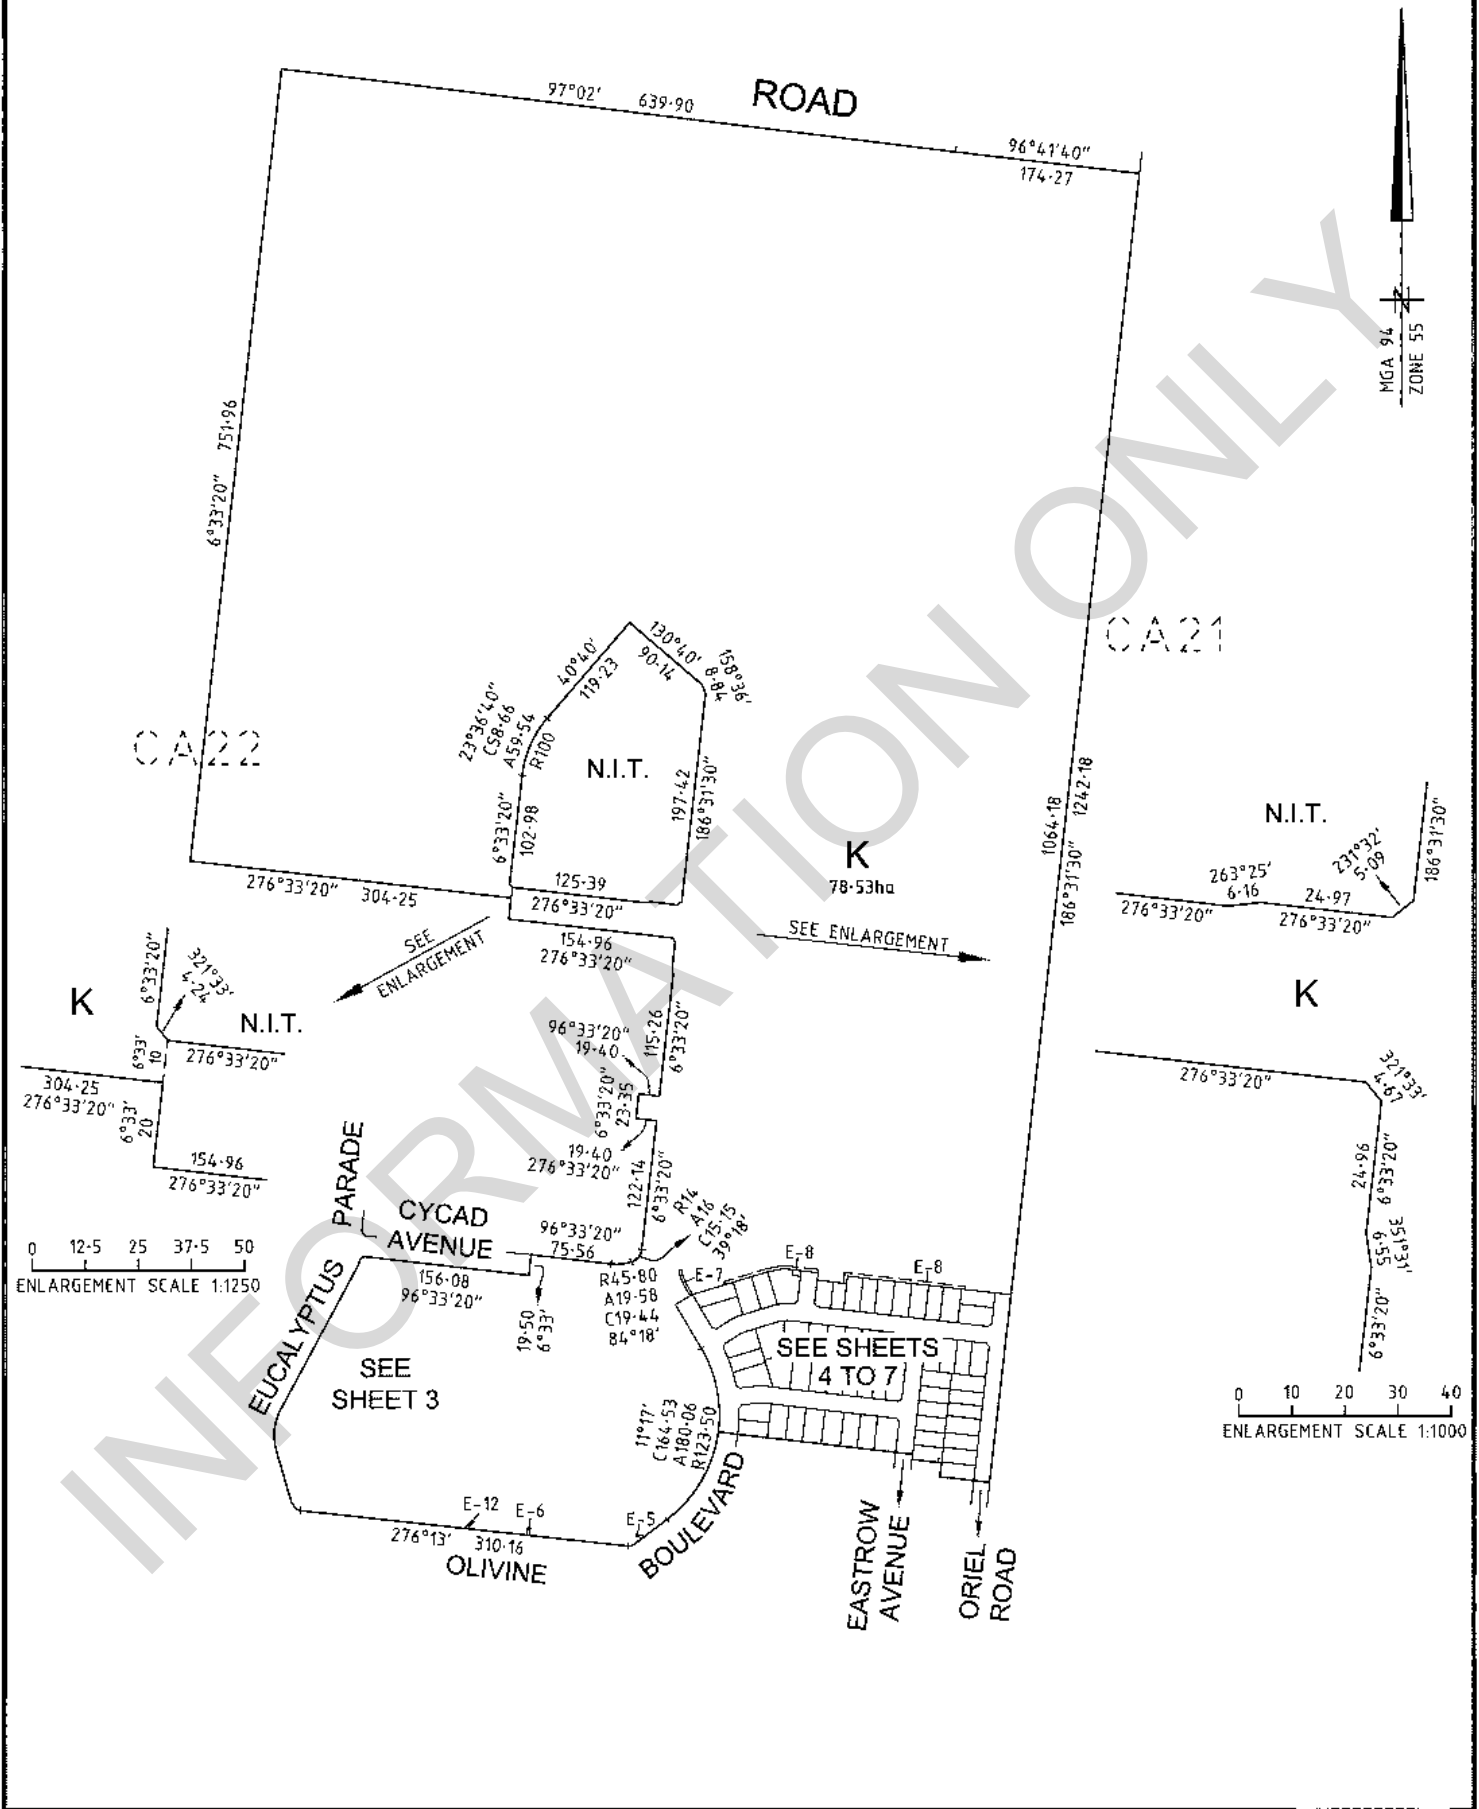 97°02' 639·90
ROAD
96°41'40"
174·27
MGA 94
ZONE 55
6°33'20" 751·96
CA21
CA22
40°40'
119·23
130°40'
90·14
158°36'
8·84
23°36'40"
C58·66
A59·54
R100
N.I.T.
6°33'20"
102·98
197·42
186°31'30"
125·39
276°33'20"
276°33'20" 304·25
K
78·53ha
1064·18
186°31'30" 1242·18
SEE
ENLARGEMENT
SEE ENLARGEMENT
154·96
276°33'20"
N.I.T.
231°32'
5·09
186°31'30"
263°25'
6·16
24·97
276°33'20"
276°33'20"
K
276°33'20"
321°33'
4·67
24·96
6°33'20"
351°31'
6·55
6°33'20"
0 10 20 30 40
ENLARGEMENT SCALE 1:1000
K
6°33'20"
321°33'
4·24
N.I.T.
6°33'
10
276°33'20"
304·25
276°33'20"
6°33'
20
154·96
276°33'20"
0 12·5 25 37·5 50
ENLARGEMENT SCALE 1:1250
96°33'20"
19·40
115·26
6°33'20"
6°33'20"
23·35
19·40
276°33'20"
122·14
6°33'20"
R14
A16
C15·15
39°18'
PARADE
EUCALYPTUS
CYCAD
AVENUE
96°33'20"
75·56
156·08
96°33'20"
19·50
6°33'
R45·80
A19·58
C19·44
84°18'
E-7
E-8
E-8
SEE SHEETS
4 TO 7
SEE
SHEET 3
11°17'
C164·53
A180·06
R123·50
E-12
E-6
E-5
276°13' 310·16
OLIVINE
BOULEVARD
EASTROW
AVENUE
ORIEL
ROAD
INFORMATION ONLY